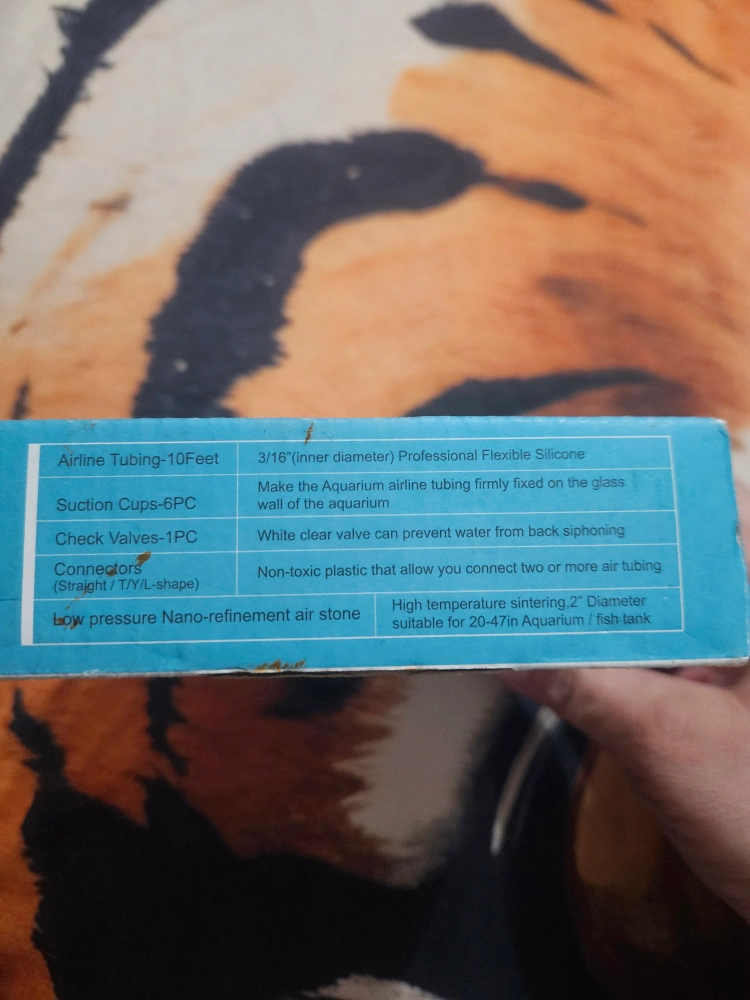 Airline Tubing-10Feet
3/16"(inner diameter) Professional Flexible Silicone
Suction Cups-6PC
Make the Aquarium airline tubing firmly fixed on the glass
wall of the aquarium
Check Valves-1PC
White clear valve can prevent water from back siphoning
Connectors
(Straight / T/Y/L-shape)
Non-toxic plastic that allow you connect two or more air tubing
Low pressure Nano-refinement air stone
High temperature sintering,2" Diameter
suitable for 20-47in Aquarium / fish tank